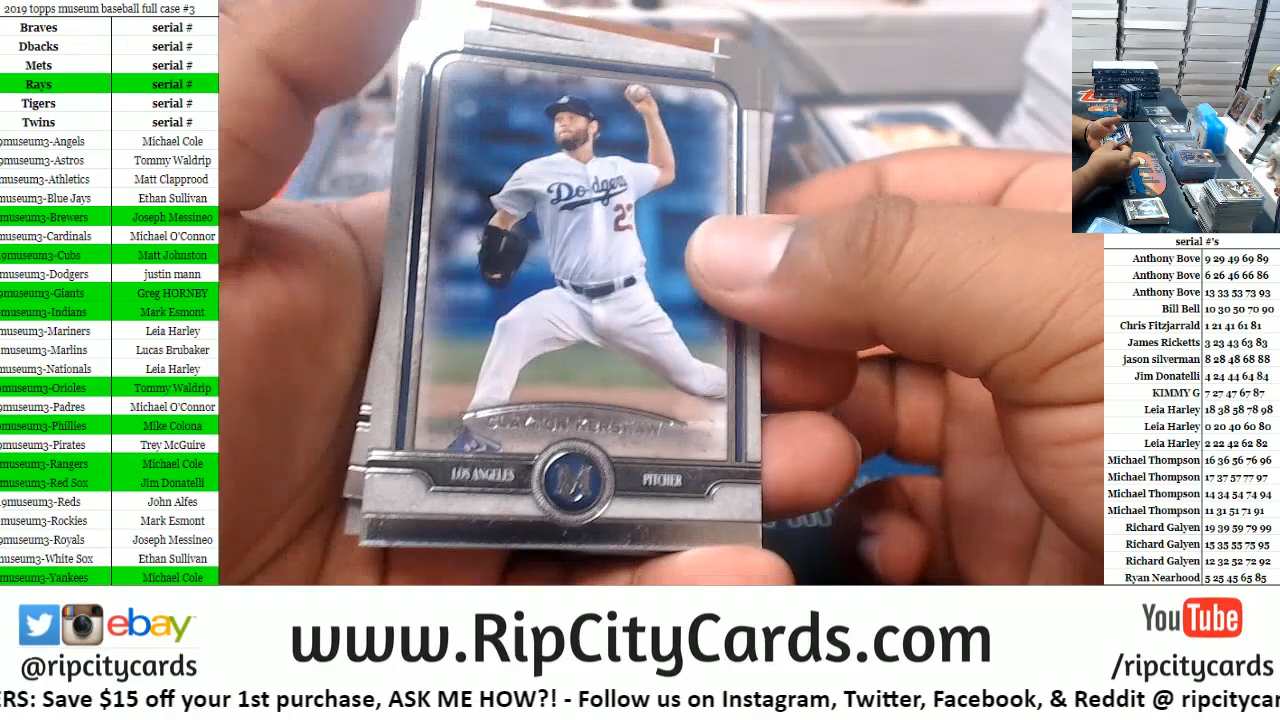 2019 topps museum baseball full case #3
Braves serial #
Dbacks serial #
Mets serial #
Rays serial #
Tigers serial #
Twins serial #
museum3-Angels Michael Cole
museum3-Astros Tommy Waldrip
museum3-Athletics Matt Clapprood
museum3-Blue Jays Ethan Sullivan
museum3-Brewers Joseph Messineo
museum3-Cardinals Michael O'Connor
museum3-Cubs Matt Johnston
museum3-Dodgers justin mann
museum3-Giants Greg HORNBY
museum3-Indians Mark Esmont
museum3-Mariners Leia Harley
museum3-Marlins Lucas Brubaker
museum3-Nationals Leia Harley
museum3-Orioles Tommy Waldrip
museum3-Padres Michael O'Connor
museum3-Phillies Mike Colona
museum3-Pirates Trey McGuire
museum3-Rangers Michael Cole
museum3-Red Sox Jim Donatelli
9museum3-Reds John Alfes
museum3-Rockies Mark Esmont
museum3-Royals Joseph Messineo
museum3-White Sox Ethan Sullivan
museum3-Yankees Michael Cole
Dodgers
22
CLAYTON KERSHAW
LOS ANGELES M PITCHER
serial #'s
Anthony Bove 9 29 49 69 89
Anthony Bove 6 26 46 66 86
Anthony Bove 13 33 53 73 93
Bill Bell 10 30 50 70 90
Chris Fitzjarrald 1 21 41 61 81
James Ricketts 3 23 43 63 83
jason silverman 8 28 48 68 88
Jim Donatelli 4 24 44 64 84
KIMMY G 7 27 47 67 87
Leia Harley 18 38 58 78 98
Leia Harley 0 20 40 60 80
Leia Harley 2 22 42 62 82
Michael Thompson 16 36 56 76 96
Michael Thompson 17 37 57 77 97
Michael Thompson 14 34 54 74 94
Michael Thompson 11 31 51 71 91
Richard Galyen 19 39 59 79 99
Richard Galyen 15 35 55 75 95
Richard Galyen 12 32 52 72 92
Ryan Nearhood 5 25 45 65 85
ebay
@ripcitycards
www.RipCityCards.com
YouTube
/ripcitycards
ERS: Save $15 off your 1st purchase, ASK ME HOW?! - Follow us on Instagram, Twitter, Facebook, & Reddit @ ripcitycar